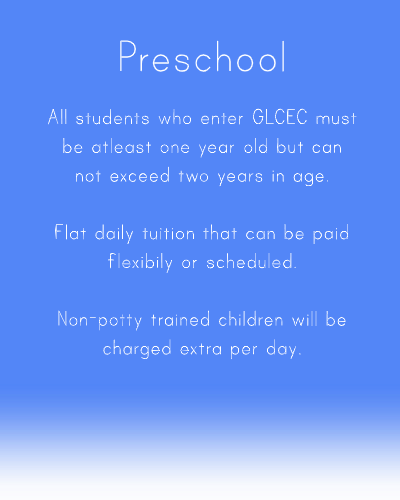 Preschool
All students who enter GLCEC must
be atleast one year old but can
not exceed two years in age.
Flat daily tuition that can be paid
flexibily or scheduled.
Non-potty trained children will be
charged extra per day.